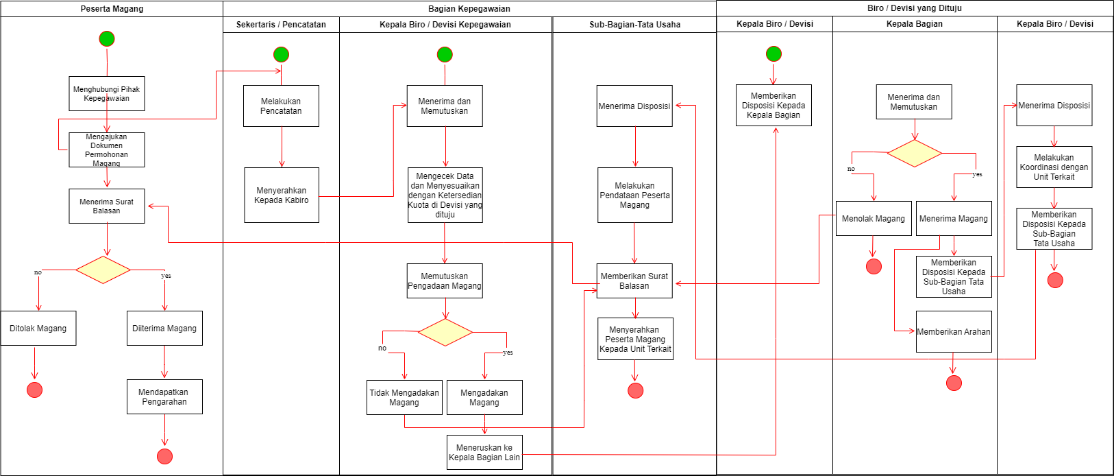 Peserta Magang
Bagian Kepegawaian
Biro / Devisi yang Dituju
Sekertaris / Pencatatan
Kepala Biro / Devisi Kepegawaian
Sub-Bagian-Tata Usaha
Kepala Biro / Devisi
Kepala Bagian
Kepala Biro / Devisi
Menghubungi Pihak
Kepegawaian
Mengajukan
Dokumen
Permohonan
Magang
Menerima Surat
Balasan
no
yes
Ditolak Magang
Diiterima Magang
Mendapatkan
Pengarahan
Melakukan
Pencatatan
Menyerahkan
Kepada Kabiro
Menerima dan
Memutuskan
Mengecek Data
dan Menyesuaikan
dengan Ketersedian
Kuota di Devisi yang
dituju
Memutuskan
Pengadaan Magang
no
yes
Tidak Mengadakan
Magang
Mengadakan
Magang
Meneruskan ke
Kepala Bagian Lain
Menerima Disposisi
Melakukan
Pendataan Peserta
Magang
Memberikan Surat
Balasan
Menyerahkan
Peserta Magang
Kepada Unit Terkait
Memberikan
Disposisi Kepada
Kepala Bagian
Menerima dan
Memutuskan
no
yes
Menolak Magang
Menerima Magang
Memberikan
Disposisi Kepada
Sub-Bagian Tata
Usaha
Memberikan Arahan
Menerima Disposisi
Melakukan
Koordinasi dengan
Unit Terkait
Memberikan
Disposisi Kepada
Sub-Bagian
Tata Usaha